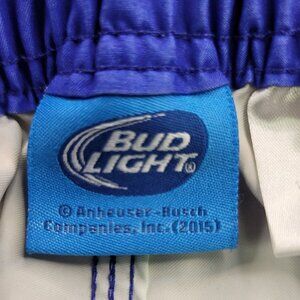 BUD
LIGHT®
© Anheuser-Busch
Companies, Inc. (2015)